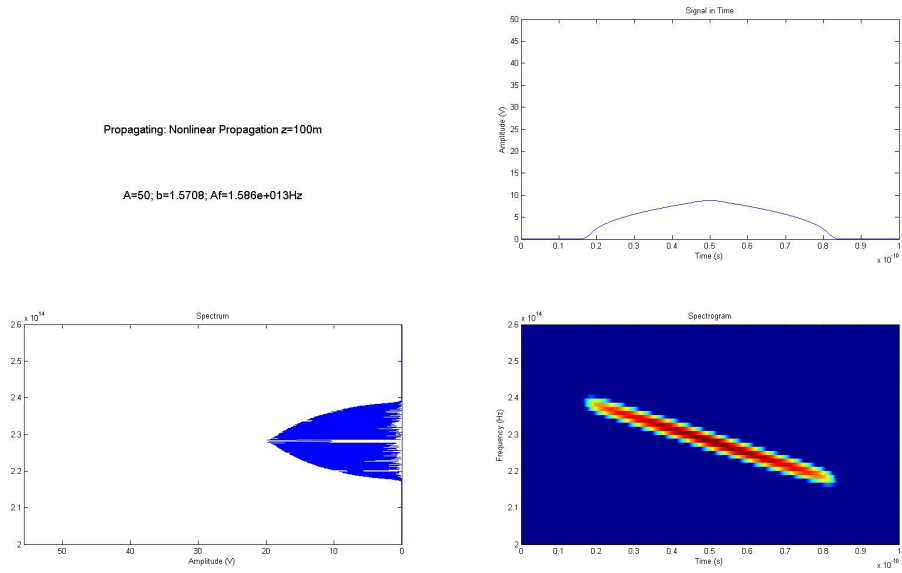 Signal in Time
50
45
40
35
30
25
20
15
10
5
0
Amplitude (V)
0 0.1 0.2 0.3 0.4 0.5 0.6 0.7 0.8 0.9 1
Time (s)
x 10^-10
Propagating: Nonlinear Propagation z=100m
A=50; b=1.5708; Af=1.586e+013Hz
Spectrum
x 10^14
2.6
2.5
2.4
2.3
2.2
2.1
2
50 40 30 20 10 0
Amplitude (V)
Spectrogram
x 10^14
2.6
2.5
2.4
2.3
2.2
2.1
2
Frequency (Hz)
0 0.1 0.2 0.3 0.4 0.5 0.6 0.7 0.8 0.9 1
Time (s)
x 10^-10